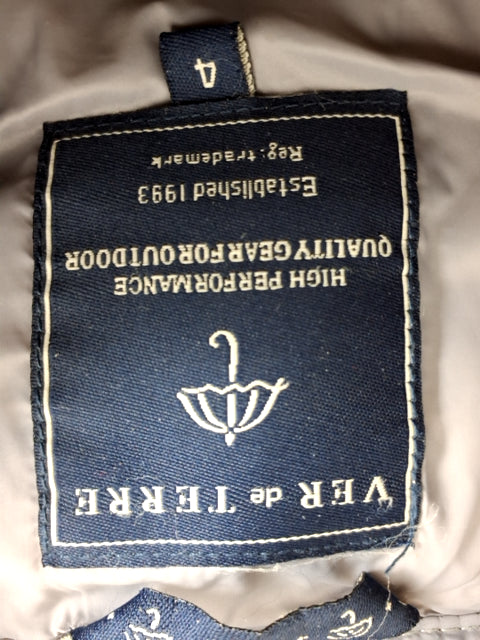 VER de TERRE
HIGH PERFORMANCE
QUALITY GEAR FOR OUTDOOR
Established 1993
Reg: trademark
4